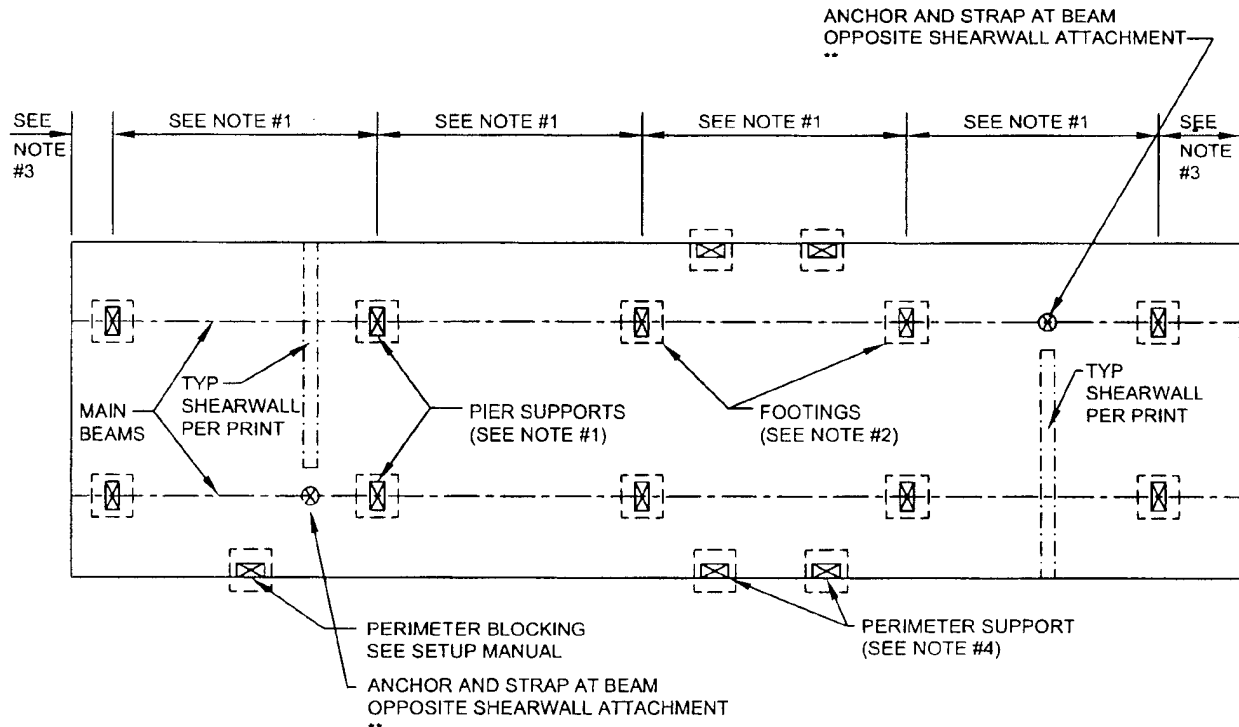 ANCHOR AND STRAP AT BEAM
OPPOSITE SHEARWALL ATTACHMENT
**
SEE
NOTE
#3
SEE NOTE #1
SEE NOTE #1
SEE NOTE #1
SEE NOTE #1
SEE
NOTE
#3
MAIN
BEAMS
TYP
SHEARWALL
PER PRINT
PIER SUPPORTS
(SEE NOTE #1)
FOOTINGS
(SEE NOTE #2)
TYP
SHEARWALL
PER PRINT
PERIMETER BLOCKING
SEE SETUP MANUAL
PERIMETER SUPPORT
(SEE NOTE #4)
ANCHOR AND STRAP AT BEAM
OPPOSITE SHEARWALL ATTACHMENT
**